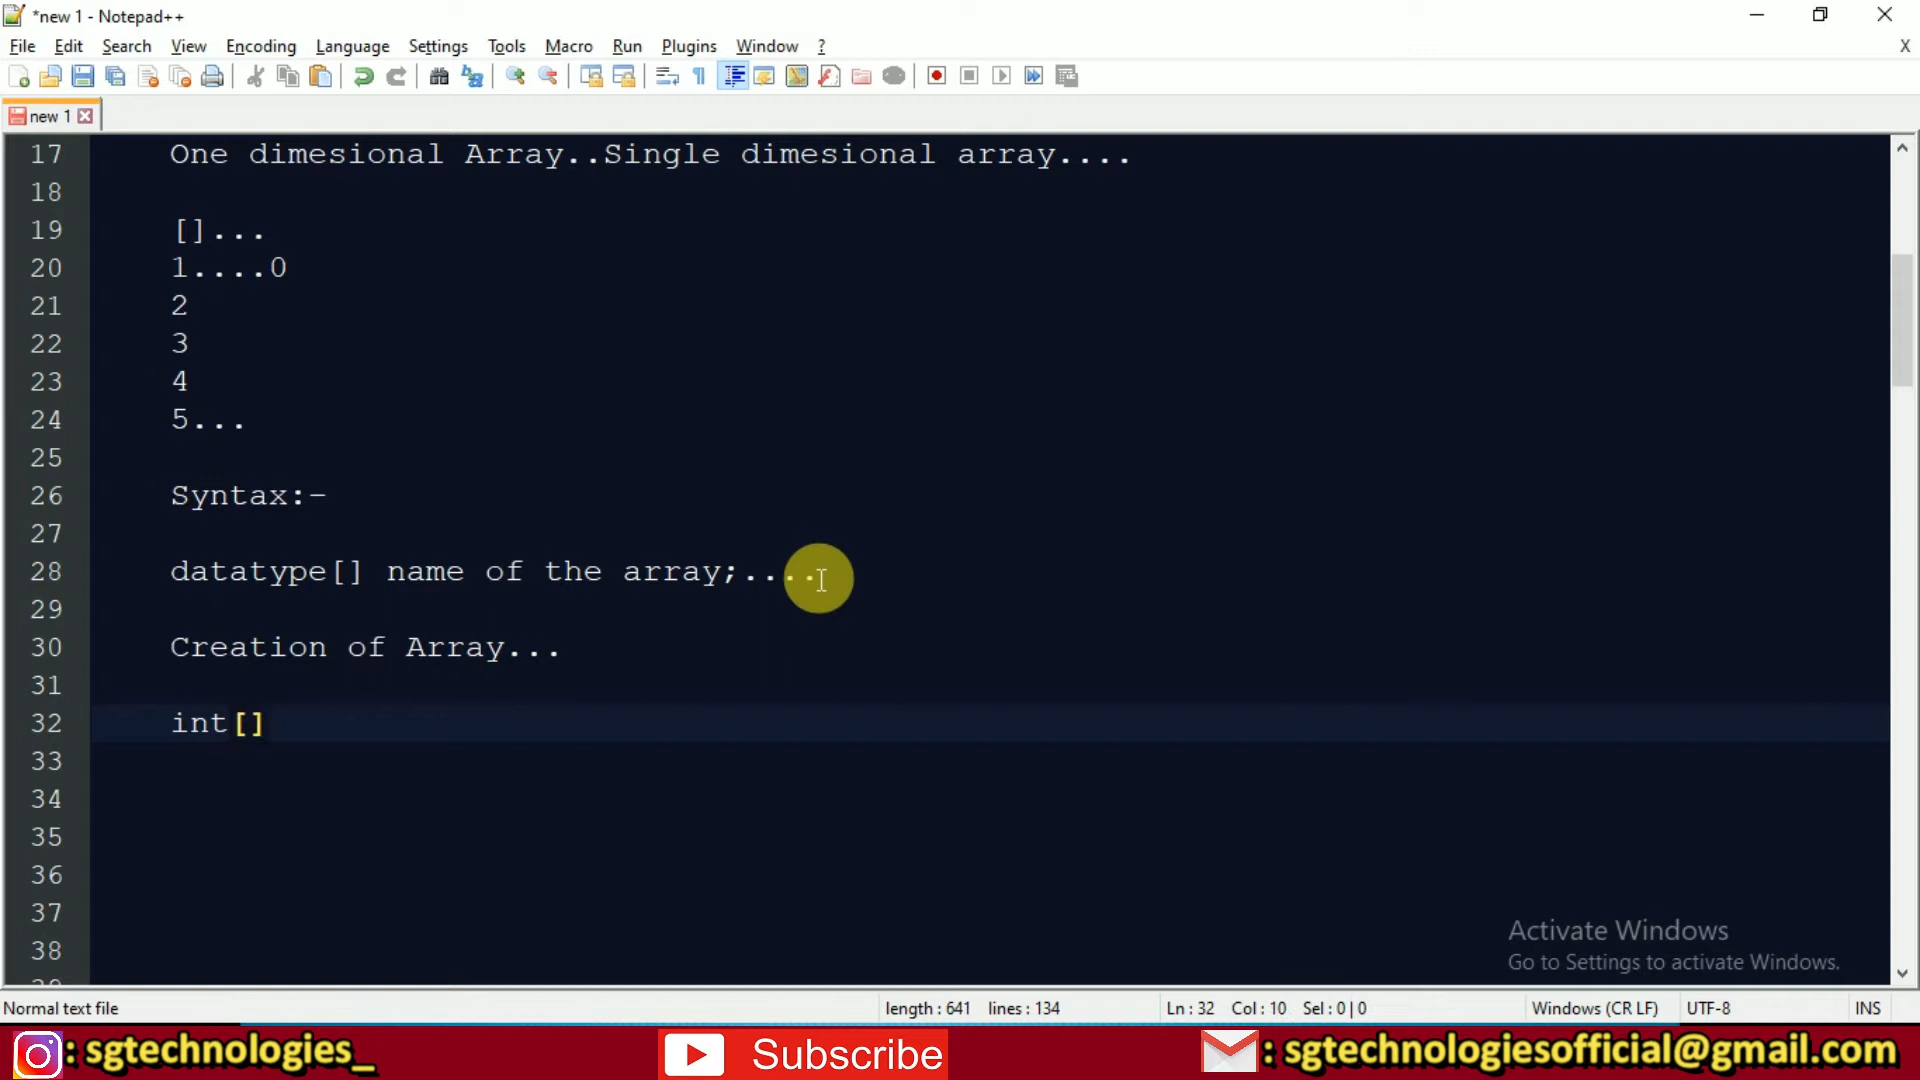 *new 1 - Notepad++
File Edit Search View Encoding Language Settings Tools Macro Run Plugins Window ? X
new 1
17 One dimesional Array..Single dimesional array....
18
19 []...
20 1....0
21 2
22 3
23 4
24 5...
25
26 Syntax:-
27
28 datatype[] name of the array;....
29
30 Creation of Array...
31
32 int[]
33
34
35
36
37
38
Activate Windows
Go to Settings to activate Windows.
Normal text file length : 641 lines : 134 Ln : 32 Col : 10 Sel : 0 | 0 Windows (CR LF) UTF-8 INS
: sgtechnologies_ Subscribe : sgtechnologiesofficial@gmail.com